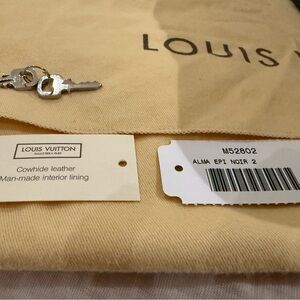 LOUIS
LOUIS VUITTON
Cowhide leather
Man-made interior lining
M52802
ALMA EPI NOIR 2